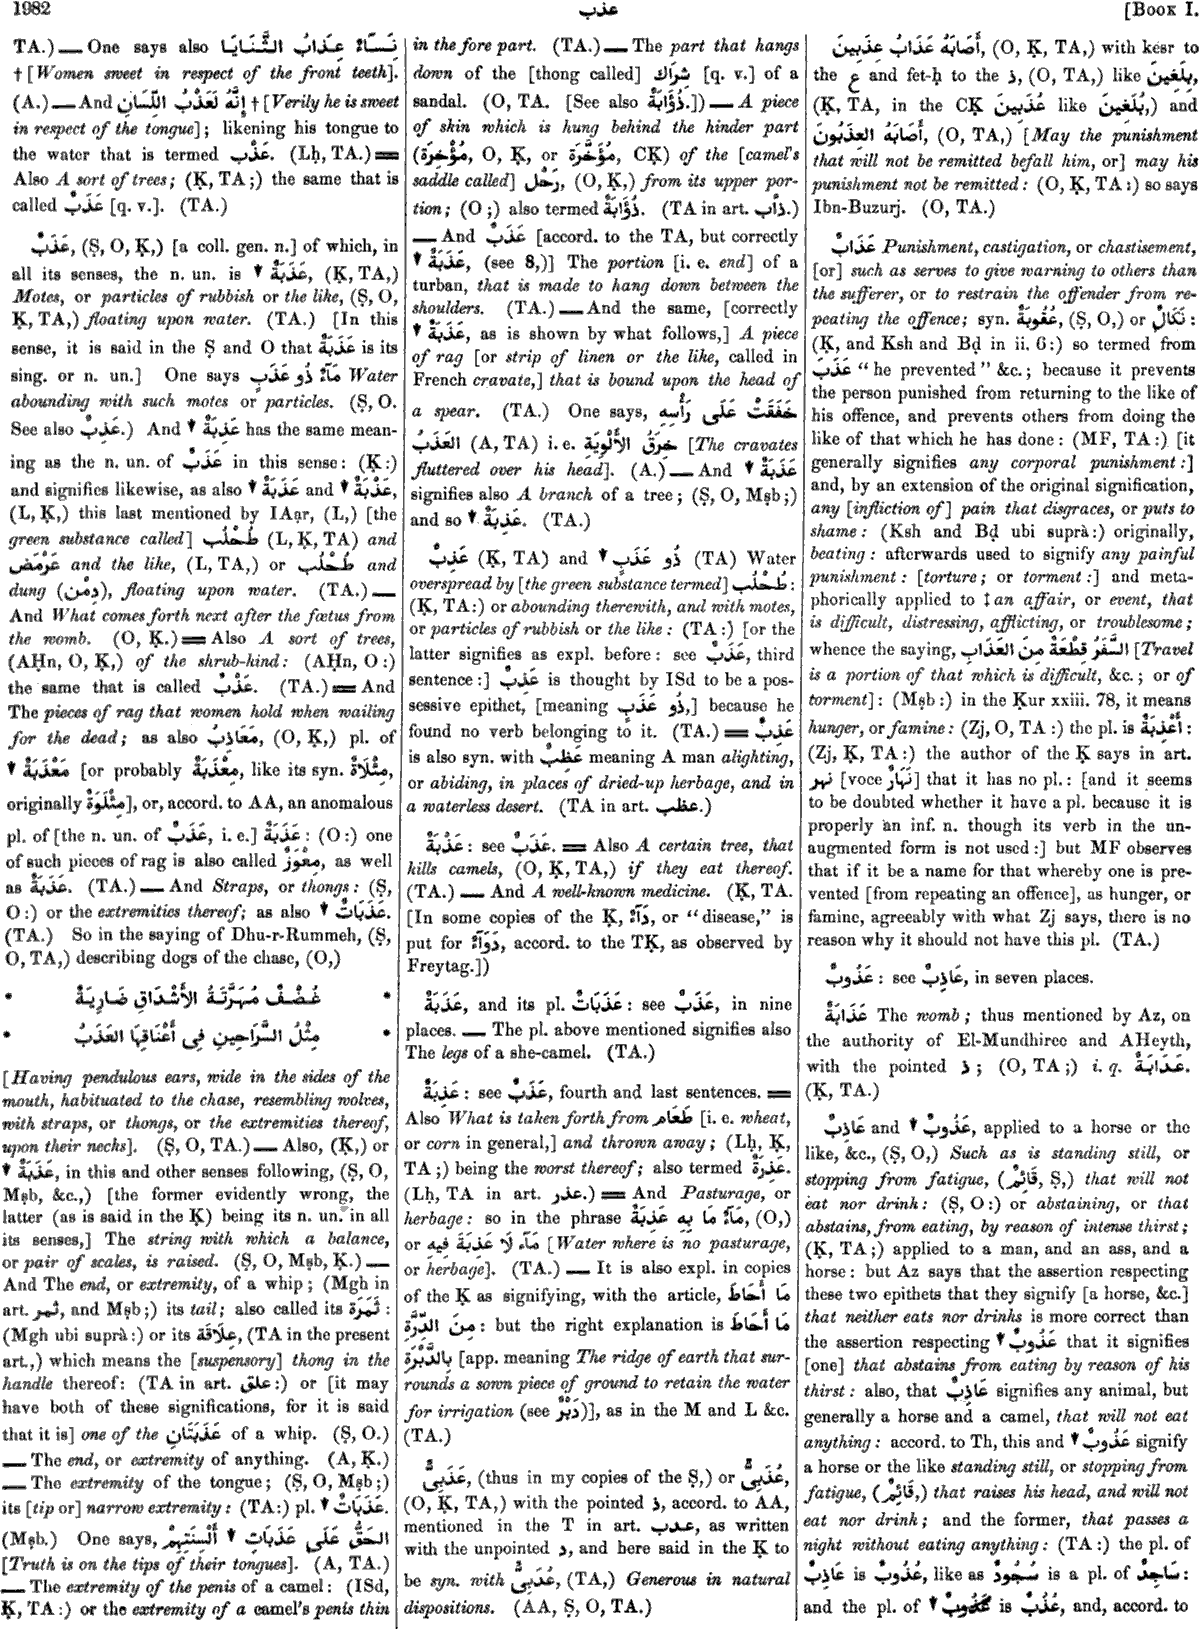 1982
عذب
[BOOK I.
TA.) — One says also نِسَآءٌ عِذَابُ الثَّنَايَا
† [Women sweet in respect of the front teeth].
(A.) — And إِنَّهُ لَعَذْبُ اللِّسَانِ † [Verily he is sweet
in respect of the tongue]; likening his tongue to
the water that is termed عَذْب. (Lḥ, TA.) ＝
Also A sort of trees; (Ḳ, TA;) the same that is
called عَذَبٌ [q. v.]. (TA.)
عَذَبٌ, (Ṣ, O, Ḳ,) [a coll. gen. n.] of which, in
all its senses, the n. un. is ▼ عَذَبَةٌ, (Ḳ, TA,)
Motes, or particles of rubbish or the like, (Ṣ, O,
Ḳ, TA,) floating upon water. (TA.) [In this
sense, it is said in the Ṣ and O that عَذَبَةٌ is its
sing. or n. un.] One says مَآءٌ ذُو عَذَبٍ Water
abounding with such motes or particles. (Ṣ, O.
See also عَذِبٌ.) And ▼ عَذِبَةٌ has the same mean-
ing as the n. un. of عَذَبٌ in this sense: (Ḳ:)
and signifies likewise, as also ▼ عَذَبَةٌ and ▼ عَذْبَةٌ,
(L, Ḳ,) this last mentioned by IAạr, (L,) [the
green substance called] طُحْلُب (L, Ḳ, TA) and
عَرْمَض and the like, (L, TA,) or طُحْلُب and
dung (دِمْن), floating upon water. (TA.) —
And What comes forth next after the fœtus from
the womb. (O, Ḳ.) ＝ Also A sort of trees,
(AḤn, O, Ḳ,) of the shrub-kind: (AḤn, O:)
the same that is called عَذْبٌ. (TA.) ＝ And
The pieces of rag that women hold when wailing
for the dead; as also مَعَاذِبُ, (O, Ḳ,) pl. of
▼ مَعْذَبَةٌ [or probably مِعْذَبَةٌ, like its syn. مِثْلَاةٌ,
originally مِثْلَوَةٌ], or, accord. to AA, an anomalous
pl. of [the n. un. of عَذَبٌ, i. e.] عَذَبَةٌ: (O:) one
of such pieces of rag is also called مِعْوَزٌ, as well
as عَذَبَةٌ. (TA.) — And Straps, or thongs: (Ṣ,
O:) or the extremities thereof; as also ▼ عَذَبَاتٌ.
(TA.) So in the saying of Dhu-r-Rummeh, (Ṣ,
O, TA,) describing dogs of the chase, (O,)
* غُضْفٌ مُهَرَّتَةُ الأَشْدَاقِ ضَارِيَةٌ *
* مِثْلُ السَّرَاحِينِ فِى أَعْنَاقِهَا العَذَبُ *
[Having pendulous ears, wide in the sides of the
mouth, habituated to the chase, resembling wolves,
with straps, or thongs, or the extremities thereof,
upon their necks]. (Ṣ, O, TA.) — Also, (Ḳ,) or
▼ عَذَبَةٌ, in this and other senses following, (Ṣ, O,
Mṣb, &c.,) [the former evidently wrong, the
latter (as is said in the Ḳ) being its n. un. in all
its senses,] The string with which a balance,
or pair of scales, is raised. (Ṣ, O, Mṣb, Ḳ.) —
And The end, or extremity, of a whip; (Mgh in
art. ثمر, and Mṣb;) its tail; also called its ثَمَرَة:
(Mgh ubi suprà:) or its عِلَاقَة, (TA in the present
art.,) which means the [suspensory] thong in the
handle thereof: (TA in art. علق:) or [it may
have both of these significations, for it is said
that it is] one of the عَذَبَتَانِ of a whip. (Ṣ, O.)
— The end, or extremity of anything. (A, Ḳ.)
— The extremity of the tongue; (Ṣ, O, Mṣb;)
its [tip or] narrow extremity: (TA:) pl. ▼ عَذَبَاتٌ.
(Mṣb.) One says, الحَقُّ عَلَى عَذَبَاتِ ▼ أَلْسِنَتِهِمْ
[Truth is on the tips of their tongues]. (A, TA.)
— The extremity of the penis of a camel: (ISd,
Ḳ, TA:) or the extremity of a camel's penis thin
in the fore part. (TA.) — The part that hangs
down of the [thong called] شِرَاك [q. v.] of a
sandal. (O, TA. [See also ذُؤَابَةٌ.]) — A piece
of skin which is hung behind the hinder part
(مُؤْخِرَة, O, Ḳ, or مُؤَخَّرَة, CḲ) of the [camel's
saddle called] رَحْل, (O, Ḳ,) from its upper por-
tion; (O;) also termed ذُؤَابَةٌ. (TA in art. ذأب.)
— And عَذَبٌ [accord. to the TA, but correctly
▼ عَذَبَةٌ, (see 8,)] The portion [i. e. end] of a
turban, that is made to hang down between the
shoulders. (TA.) — And the same, [correctly
▼ عَذَبَةٌ, as is shown by what follows,] A piece
of rag [or strip of linen or the like, called in
French cravate,] that is bound upon the head of
a spear. (TA.) One says, خَفَقَتْ عَلَى رَأْسِهِ
العَذَبُ (A, TA) i. e. خِرَقُ الأَلْوِيَةِ [The cravates
fluttered over his head]. (A.) — And ▼ عَذَبَةٌ
signifies also A branch of a tree; (Ṣ, O, Mṣb;)
and so ▼ عَذِبَةٌ. (TA.)
عَذِبٌ (Ḳ, TA) and ▼ ذُو عَذَبٍ (TA) Water
overspread by [the green substance termed] طُحْلُب:
(Ḳ, TA:) or abounding therewith, and with motes,
or particles of rubbish or the like: (TA:) [or the
latter signifies as expl. before: see عَذَبٌ, third
sentence:] عَذِبٌ is thought by ISd to be a pos-
sessive epithet, [meaning ذُو عَذَبٍ,] because he
found no verb belonging to it. (TA.) ＝ عَذِبٌ
is also syn. with عَظِبٌ meaning A man alighting,
or abiding, in places of dried-up herbage, and in
a waterless desert. (TA in art. عظب.)
عَذْبَةٌ: see عَذَبٌ. ＝ Also A certain tree, that
kills camels, (O, Ḳ, TA,) if they eat thereof.
(TA.) — And A well-known medicine. (Ḳ, TA.
[In some copies of the Ḳ, دَآءٌ, or "disease," is
put for دَوَآءٌ, accord. to the TḲ, as observed by
Freytag.])
عَذَبَةٌ, and its pl. عَذَبَاتٌ: see عَذَبٌ, in nine
places. — The pl. above mentioned signifies also
The legs of a she-camel. (TA.)
عَذِبَةٌ: see عَذَبٌ, fourth and last sentences. ＝
Also What is taken forth from طَعَام [i. e. wheat,
or corn in general,] and thrown away; (Lḥ, Ḳ,
TA;) being the worst thereof; also termed عَذِرَةٌ.
(Lḥ, TA in art. عذر.) ＝ And Pasturage, or
herbage: so in the phrase مَآءٌ مَا بِهِ عَذِبَةٌ, (O,)
or مَآء لَا عَذِبَةَ فِيهِ [Water where is no pasturage,
or herbage]. (TA.) — It is also expl. in copies
of the Ḳ as signifying, with the article, مَا أَحَاطَ
مِنَ الدِّرَّةِ: but the right explanation is مَا أَحَاطَ
بِالدَّبْرَةِ [app. meaning The ridge of earth that sur-
rounds a sown piece of ground to retain the water
for irrigation (see دَبْرٌ)], as in the M and L &c.
(TA.)
عَذَبِىٌّ, (thus in my copies of the Ṣ,) or عُذَبِىٌّ,
(O, Ḳ, TA,) with the pointed ذ, accord. to AA,
mentioned in the T in art. عدب, as written
with the unpointed د, and here said in the Ḳ to
be syn. with عُدَبِىٌّ, (TA,) Generous in natural
dispositions. (AA, Ṣ, O, TA.)
أَصَابَهُ عَذَابُ عِذَبِينَ, (O, Ḳ, TA,) with kesr to
the ع and fet-ḥ to the ذ, (O, TA,) like بِلَغِينَ,
(Ḳ, TA, in the CḲ عُذَبِينَ like بُلَغِينَ,) and
أَصَابَهُ العِذَبُونَ, (O, TA,) [May the punishment
that will not be remitted befall him, or] may his
punishment not be remitted: (O, Ḳ, TA:) so says
Ibn-Buzurj. (O, TA.)
عَذَابٌ Punishment, castigation, or chastisement,
[or] such as serves to give warning to others than
the sufferer, or to restrain the offender from re-
peating the offence; syn. عُقُوبَةٌ, (Ṣ, O,) or نَكَالٌ:
(Ḳ, and Ksh and Bḍ in ii. 6:) so termed from
عَذَبَ "he prevented" &c.; because it prevents
the person punished from returning to the like of
his offence, and prevents others from doing the
like of that which he has done: (MF, TA:) [it
generally signifies any corporal punishment:]
and, by an extension of the original signification,
any [infliction of] pain that disgraces, or puts to
shame: (Ksh and Bḍ ubi suprà:) originally,
beating: afterwards used to signify any painful
punishment: [torture; or torment:] and meta-
phorically applied to ‡ an affair, or event, that
is difficult, distressing, afflicting, or troublesome;
whence the saying, السَّفَرُ قِطْعَةٌ مِنَ العَذَابِ [Travel
is a portion of that which is difficult, &c.; or of
torment]: (Mṣb:) in the Ḳur xxiii. 78, it means
hunger, or famine: (Zj, O, TA:) the pl. is أَعْذِبَةٌ:
(Zj, Ḳ, TA:) the author of the Ḳ says in art.
نهر [voce نَهَارٌ] that it has no pl.: [and it seems
to be doubted whether it have a pl. because it is
properly an inf. n. though its verb in the un-
augmented form is not used:] but MF observes
that if it be a name for that whereby one is pre-
vented [from repeating an offence], as hunger, or
famine, agreeably with what Zj says, there is no
reason why it should not have this pl. (TA.)
عَذُوبٌ: see عَاذِبٌ, in seven places.
عَذَابَةٌ The womb; thus mentioned by Az, on
the authority of El-Mundhiree and AHeyth,
with the pointed ذ; (O, TA;) i. q. عَدَابَةٌ.
(Ḳ, TA.)
عَاذِبٌ and ▼ عَذُوبٌ, applied to a horse or the
like, &c., (Ṣ, O,) Such as is standing still, or
stopping from fatigue, (قَائِمٌ, Ṣ,) that will not
eat nor drink: (Ṣ, O:) or abstaining, or that
abstains, from eating, by reason of intense thirst;
(Ḳ, TA;) applied to a man, and an ass, and a
horse: but Az says that the assertion respecting
these two epithets that they signify [a horse, &c.]
that neither eats nor drinks is more correct than
the assertion respecting ▼ عَذُوبٌ that it signifies
[one] that abstains from eating by reason of his
thirst: also, that عَاذِبٌ signifies any animal, but
generally a horse and a camel, that will not eat
anything: accord. to Th, this and ▼ عَذُوبٌ signify
a horse or the like standing still, or stopping from
fatigue, (قَائِمٌ,) that raises his head, and will not
eat nor drink; and the former, that passes a
night without eating anything: (TA:) the pl. of
عَاذِبٌ is عُذُوبٌ, like as سُجُودٌ is a pl. of سَاجِدٌ:
and the pl. of ▼ عَذُوبٌ is عُذُبٌ, and, accord. to